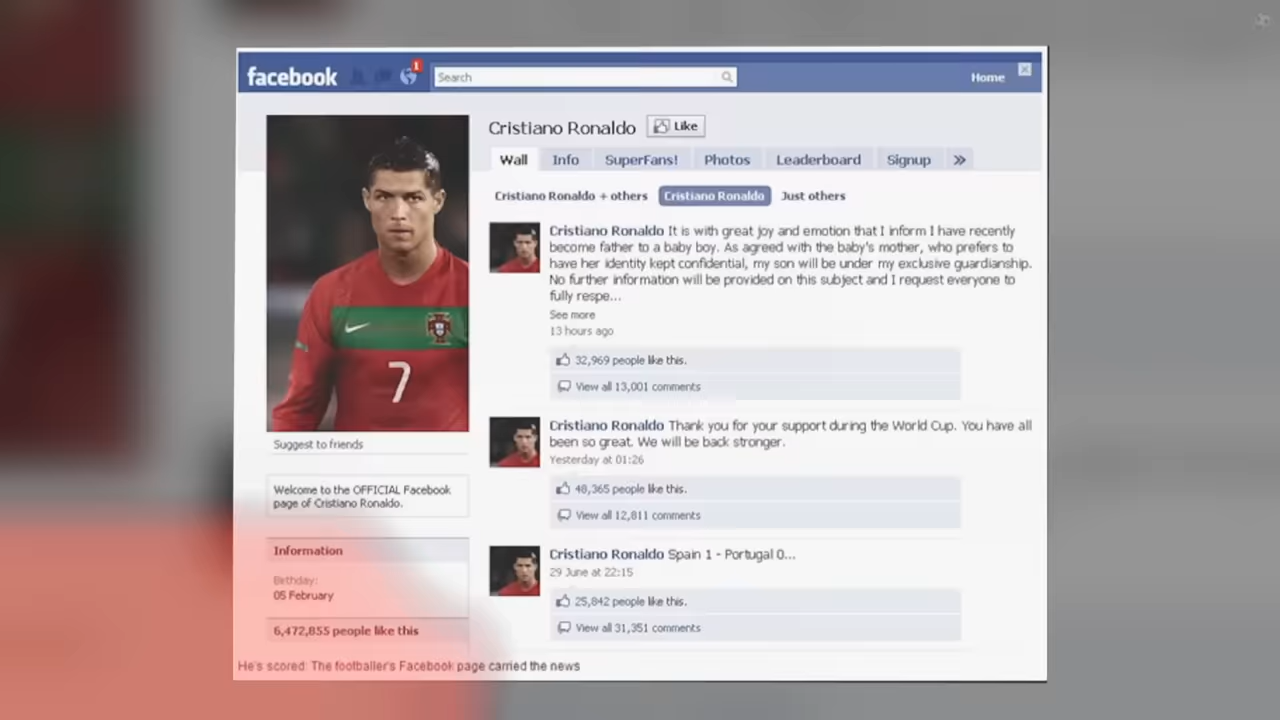 facebook
1
Search
Home
Cristiano Ronaldo
Like
Wall Info SuperFans! Photos Leaderboard Signup »
Cristiano Ronaldo + others Cristiano Ronaldo Just others
Cristiano Ronaldo It is with great joy and emotion that I inform I have recently
become father to a baby boy. As agreed with the baby's mother, who prefers to
have her identity kept confidential, my son will be under my exclusive guardianship.
No further information will be provided on this subject and I request everyone to
fully respe...
See more
13 hours ago
32,969 people like this.
View all 13,001 comments
7
Suggest to friends
Cristiano Ronaldo Thank you for your support during the World Cup. You have all
been so great. We will be back stronger.
Yesterday at 01:26
48,365 people like this.
View all 12,811 comments
Welcome to the OFFICIAL Facebook
page of Cristiano Ronaldo.
Information
Birthday:
05 February
6,472,855 people like this
Cristiano Ronaldo Spain 1 - Portugal 0...
29 June at 22:15
25,842 people like this.
View all 31,351 comments
He's scored: The footballer's Facebook page carried the news